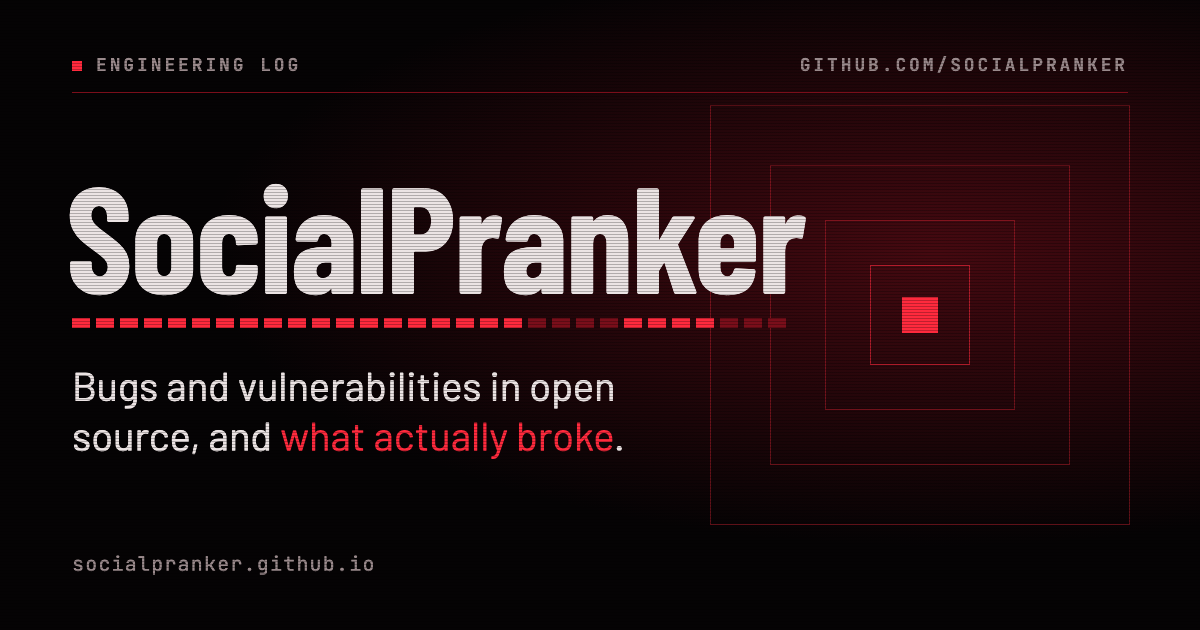 ENGINEERING LOG
GITHUB.COM/SOCIALPRANKER
SocialPranker
Bugs and vulnerabilities in open
source, and what actually broke.
socialpranker.github.io